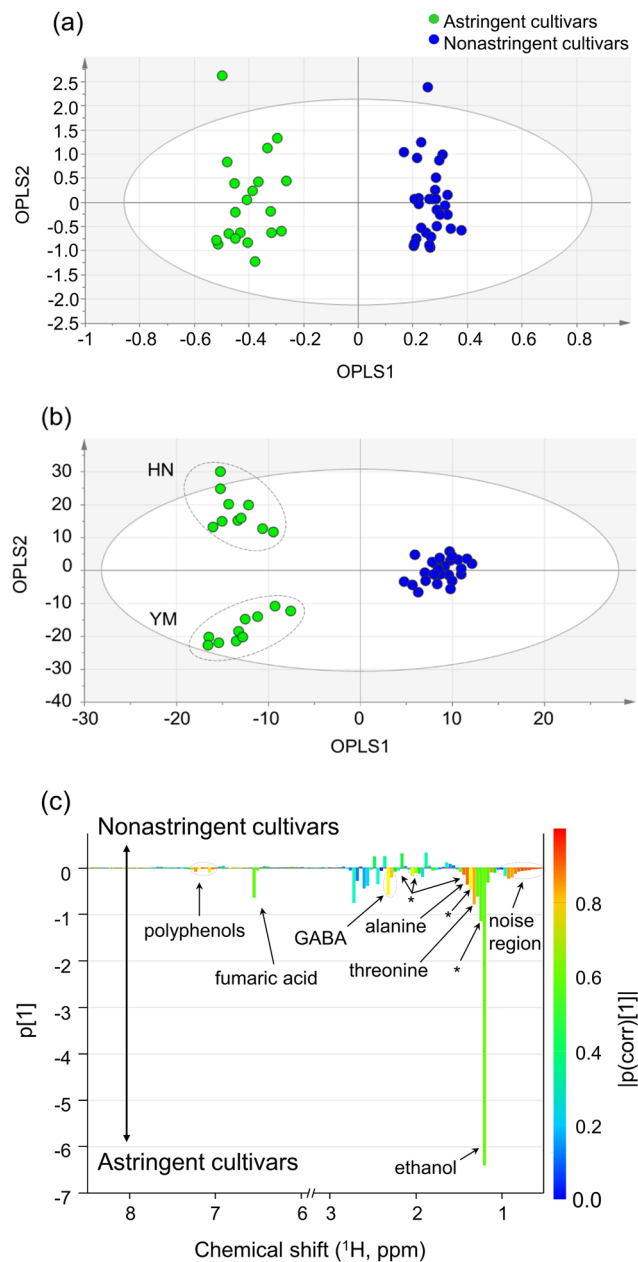 (a)
Astringent cultivars
Nonastringent cultivars
2.5
2.0
1.5
1.0
0.5
0
-0.5
-1.0
-1.5
-2.0
-2.5
OPLS2
-1 -0.8 -0.6 -0.4 -0.2 0 0.2 0.4 0.6 0.8
OPLS1
(b)
HN
YM
30
20
10
0
-10
-20
-30
-40
OPLS2
-30 -20 -10 0 10 20
OPLS1
(c)
Nonastringent cultivars
0
-1
-2
-3
-4
-5
-6
-7
p[1]
polyphenols
fumaric acid
GABA
*
alanine
*
threonine
*
noise
region
ethanol
Astringent cultivars
0.8
0.6
0.4
0.2
0.0
|p(corr)[1]|
8 7 6 3 2 1
Chemical shift (¹H, ppm)